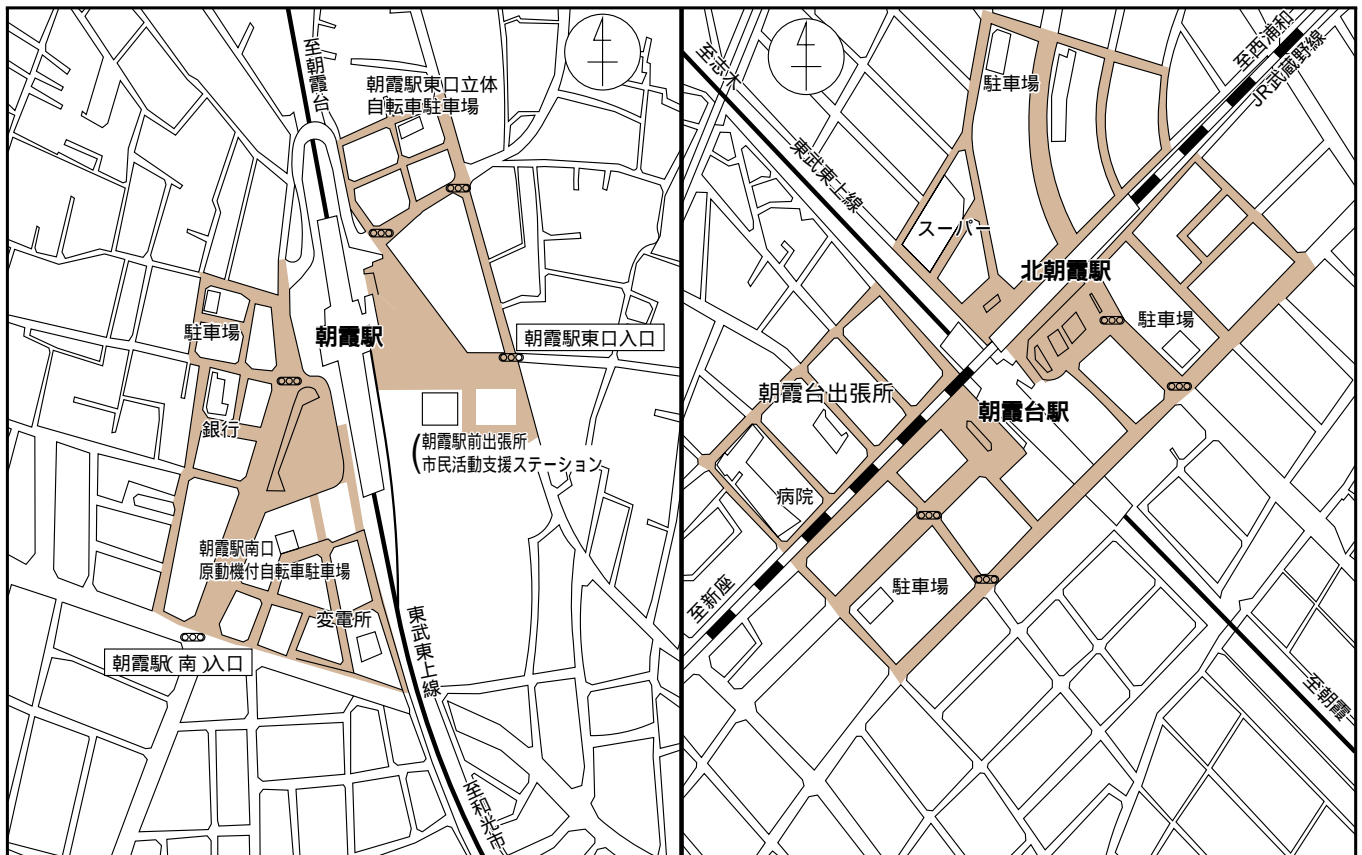 至朝霞台
朝霞駅東口立体
自転車駐車場
駐車場
朝霞駅
朝霞駅東口入口
銀行
(朝霞駅前出張所
市民活動支援ステーション
朝霞駅南口
原動機付自転車駐車場
変電所
朝霞駅(南)入口
東武東上線
至和光市
至志木
東武東上線
駐車場
至西浦和
JR武蔵野線
スーパー
北朝霞駅
駐車場
朝霞台出張所
朝霞台駅
病院
駐車場
至新座
至朝霞